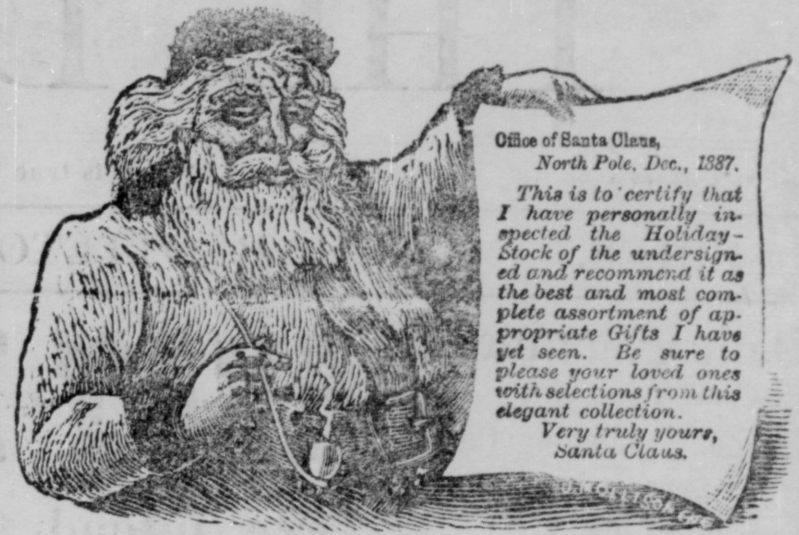 Office of Santa Claus,
North Pole, Dec., 1887.
This is to certify that
I have personally in-
spected the Holiday-
Stock of the undersign-
ed and recommend it as
the best and most com-
plete assortment of ap-
propriate Gifts I have
yet seen. Be sure to
please your loved ones
with selections from this
elegant collection.
Very truly yours,
Santa Claus.